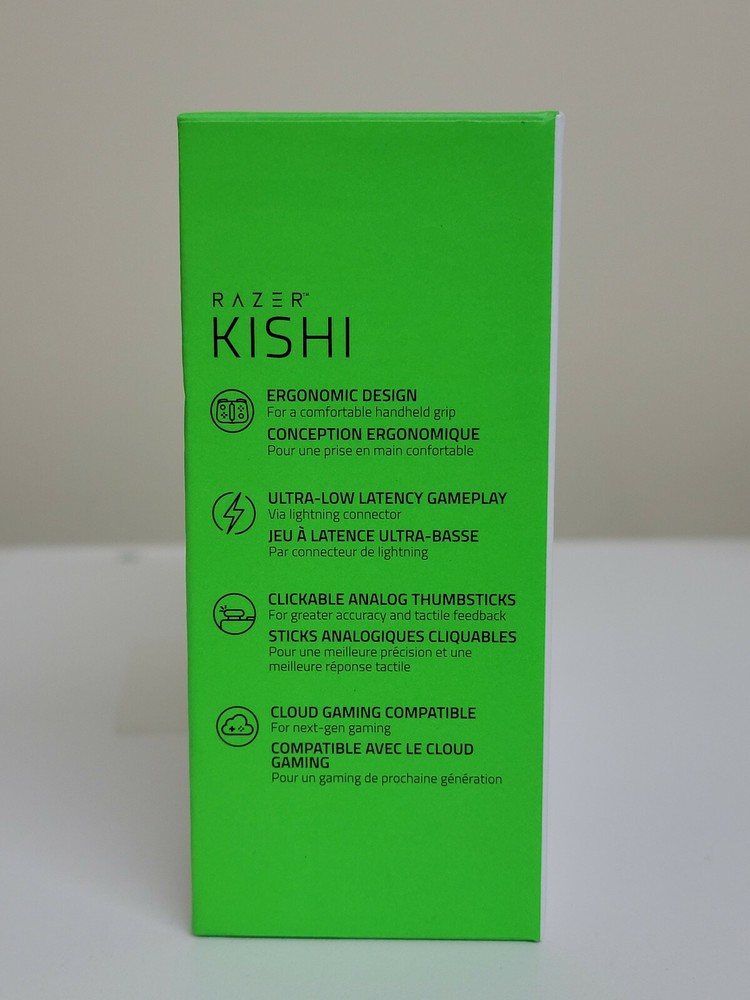 RAZER™
KISHI
ERGONOMIC DESIGN
For a comfortable handheld grip
CONCEPTION ERGONOMIQUE
Pour une prise en main confortable
ULTRA-LOW LATENCY GAMEPLAY
Via lightning connector
JEU À LATENCE ULTRA-BASSE
Par connecteur de lightning
CLICKABLE ANALOG THUMBSTICKS
For greater accuracy and tactile feedback
STICKS ANALOGIQUES CLIQUABLES
Pour une meilleure précision et une
meilleure réponse tactile
CLOUD GAMING COMPATIBLE
For next-gen gaming
COMPATIBLE AVEC LE CLOUD
GAMING
Pour un gaming de prochaine génération